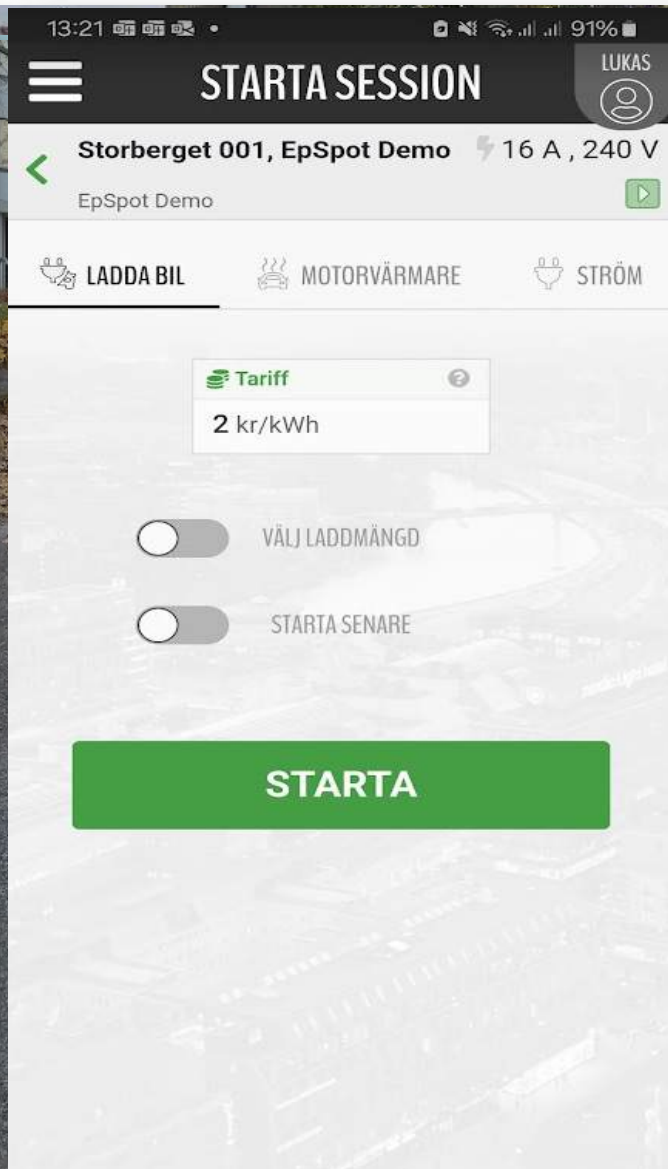 13:21 91%
STARTA SESSION
LUKAS
Storberget 001, EpSpot Demo 16 A , 240 V
EpSpot Demo
LADDA BIL MOTORVÄRMARE STRÖM
Tariff
2 kr/kWh
VÄLJ LADDMÄNGD
STARTA SENARE
STARTA